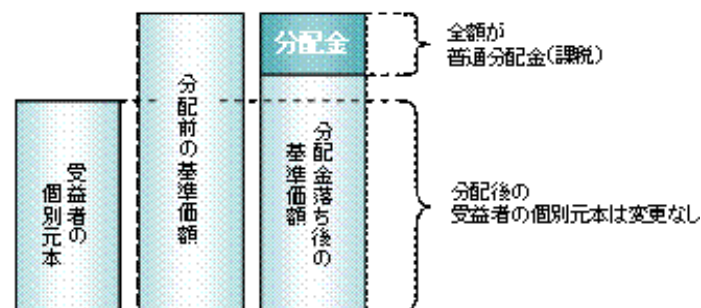 受益者の
個別元本
分配前の基準価額
分配金
分配金落ち後の
基準価額
全額が
普通分配金(課税)
分配後の
受益者の個別元本は変更なし